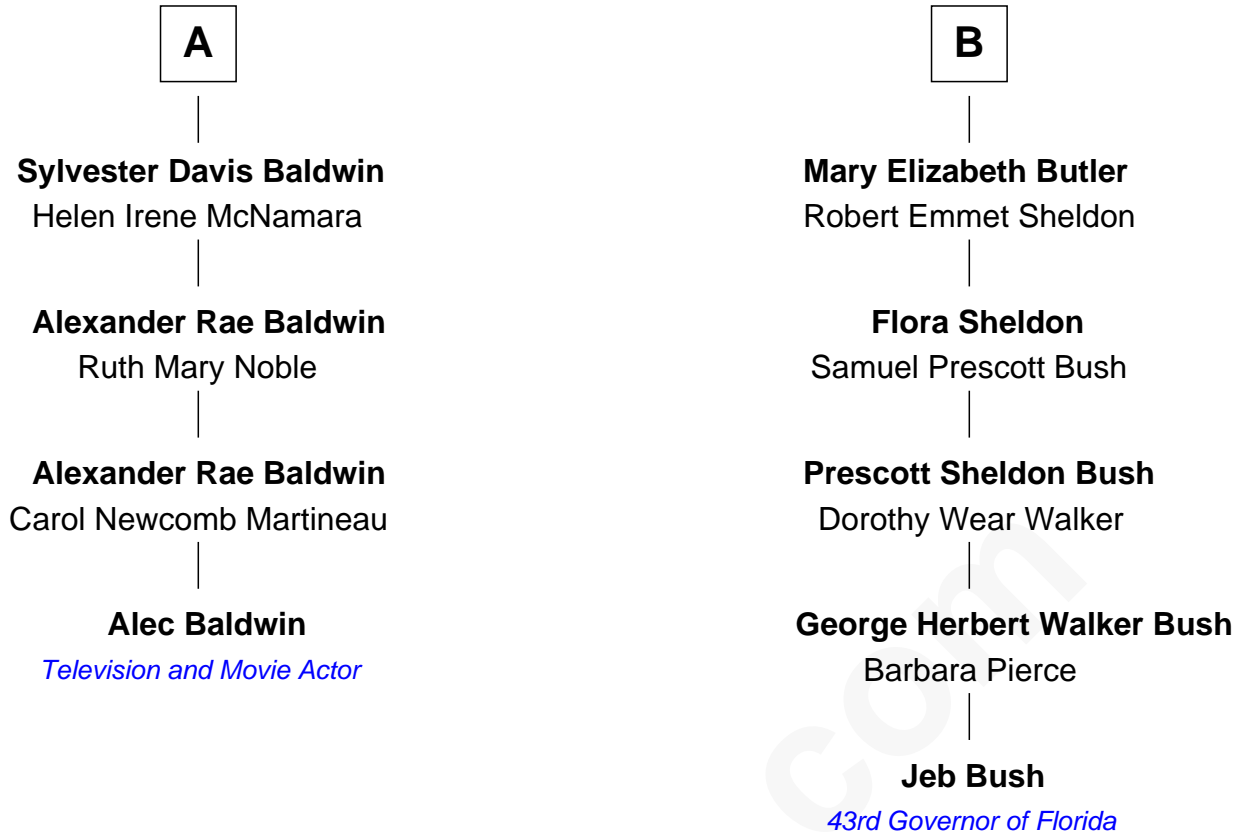 A
Sylvester Davis Baldwin
Helen Irene McNamara
Alexander Rae Baldwin
Ruth Mary Noble
Alexander Rae Baldwin
Carol Newcomb Martineau
Alec Baldwin
Television and Movie Actor
B
Mary Elizabeth Butler
Robert Emmet Sheldon
Flora Sheldon
Samuel Prescott Bush
Prescott Sheldon Bush
Dorothy Wear Walker
George Herbert Walker Bush
Barbara Pierce
Jeb Bush
43rd Governor of Florida
com